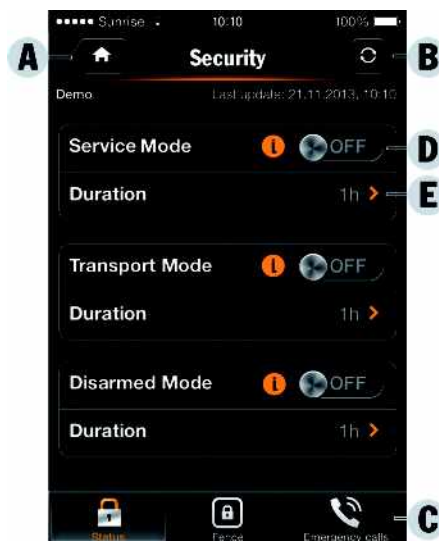 Sunrise 10:10 100%
A Security B
Demo Last update: 21.11.2013, 10:10
Service Mode i OFF D
Duration 1h > E
Transport Mode i OFF
Duration 1h >
Disarmed Mode i OFF
Duration 1h >
C
Status Fence Emergency calls